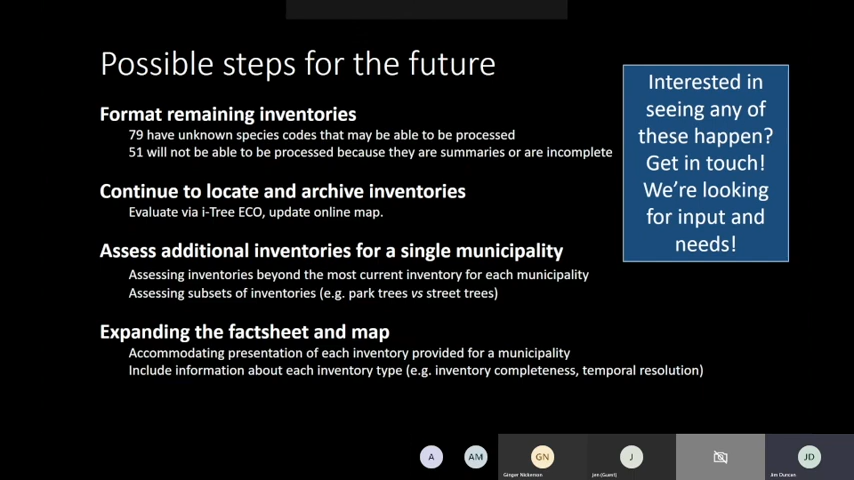 Possible steps for the future
Format remaining inventories
79 have unknown species codes that may be able to be processed
51 will not be able to be processed because they are summaries or are incomplete
Continue to locate and archive inventories
Evaluate via i-Tree ECO, update online map.
Assess additional inventories for a single municipality
Assessing inventories beyond the most current inventory for each municipality
Assessing subsets of inventories (e.g. park trees vs street trees)
Expanding the factsheet and map
Accommodating presentation of each inventory provided for a municipality
Include information about each inventory type (e.g. inventory completeness, temporal resolution)
Interested in
seeing any of
these happen?
Get in touch!
We're looking
for input and
needs!
A
AM
GN
J
JD
Ginger Nickerson
jen (Guest)
Jim Duncan